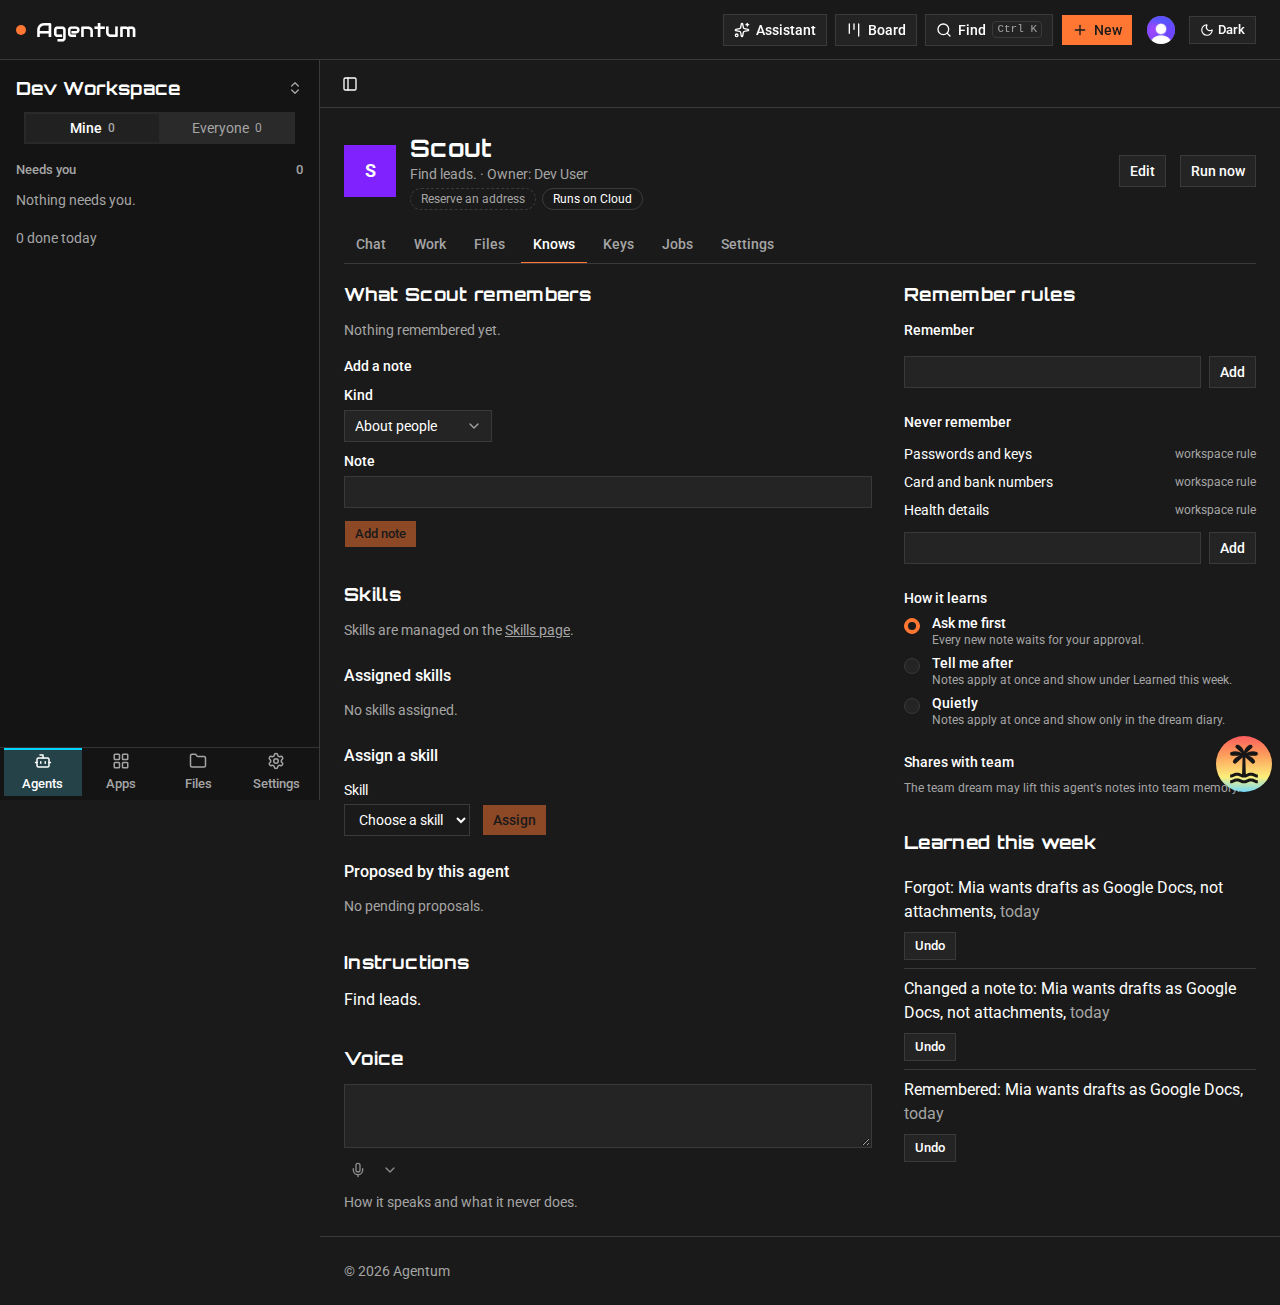 Agentum
Assistant
Board
Find Ctrl K
New
Dark
Dev Workspace
Mine 0
Everyone 0
Needs you 0
Nothing needs you.
0 done today
Agents
Apps
Files
Settings
S
Scout
Find leads. · Owner: Dev User
Reserve an address
Runs on Cloud
Edit
Run now
Chat
Work
Files
Knows
Keys
Jobs
Settings
What Scout remembers
Nothing remembered yet.
Add a note
Kind
About people
Note
Add note
Skills
Skills are managed on the Skills page.
Assigned skills
No skills assigned.
Assign a skill
Skill
Choose a skill
Assign
Proposed by this agent
No pending proposals.
Instructions
Find leads.
Voice
How it speaks and what it never does.
Remember rules
Remember
Add
Never remember
Passwords and keys workspace rule
Card and bank numbers workspace rule
Health details workspace rule
Add
How it learns
Ask me first
Every new note waits for your approval.
Tell me after
Notes apply at once and show under Learned this week.
Quietly
Notes apply at once and show only in the dream diary.
Shares with team
The team dream may lift this agent's notes into team memory.
Learned this week
Forgot: Mia wants drafts as Google Docs, not
attachments, today
Undo
Changed a note to: Mia wants drafts as Google
Docs, not attachments, today
Undo
Remembered: Mia wants drafts as Google Docs,
today
Undo
© 2026 Agentum